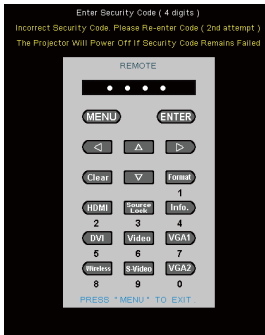 Enter Security Code ( 4 digits )
Incorrect Security Code. Please Re-enter Code ( 2nd attempt )
The Projector Will Power Off If Security Code Remains Failed
REMOTE
MENU ENTER
Clear Format
1
HDMI Source Lock Info.
2 3 4
DVI Video VGA1
5 6 7
Wireless S-Video VGA2
8 9 0
PRESS "MENU" TO EXIT.